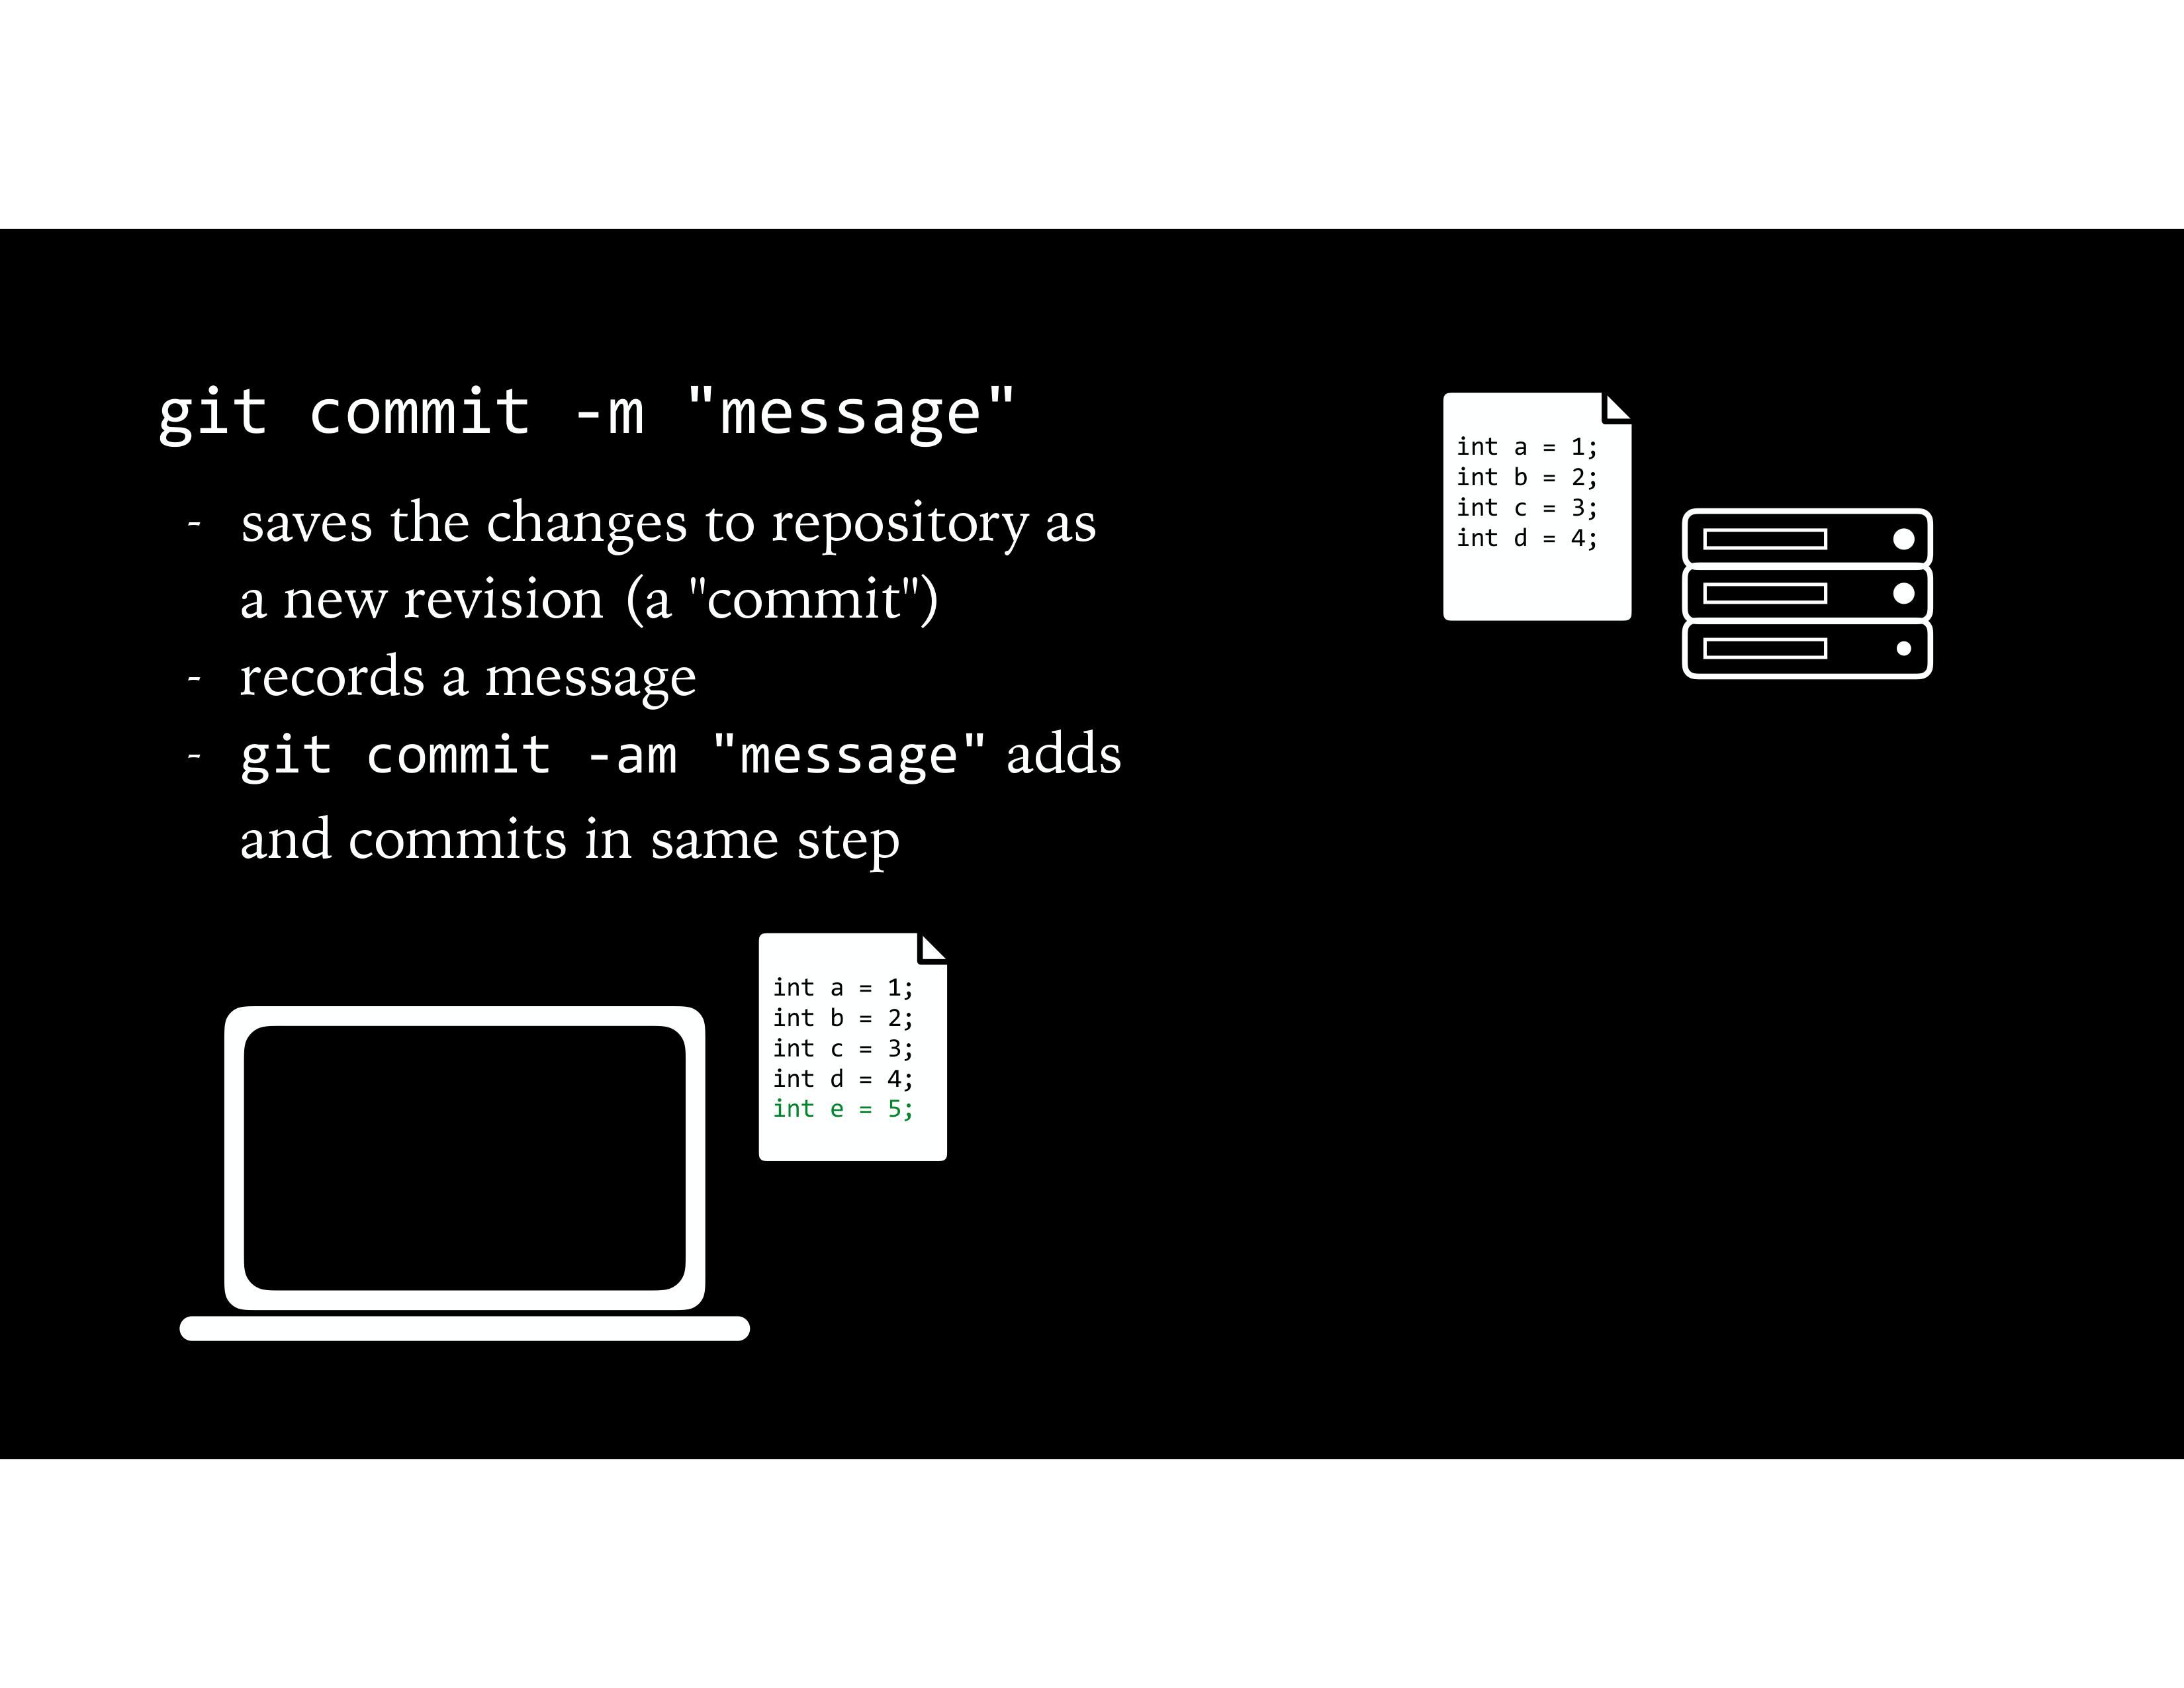 git commit -m "message"
- saves the changes to repository as
a new revision (a "commit")
- records a message
- git commit -am "message" adds
and commits in same step
int a = 1;
int b = 2;
int c = 3;
int d = 4;
int a = 1;
int b = 2;
int c = 3;
int d = 4;
int e = 5;